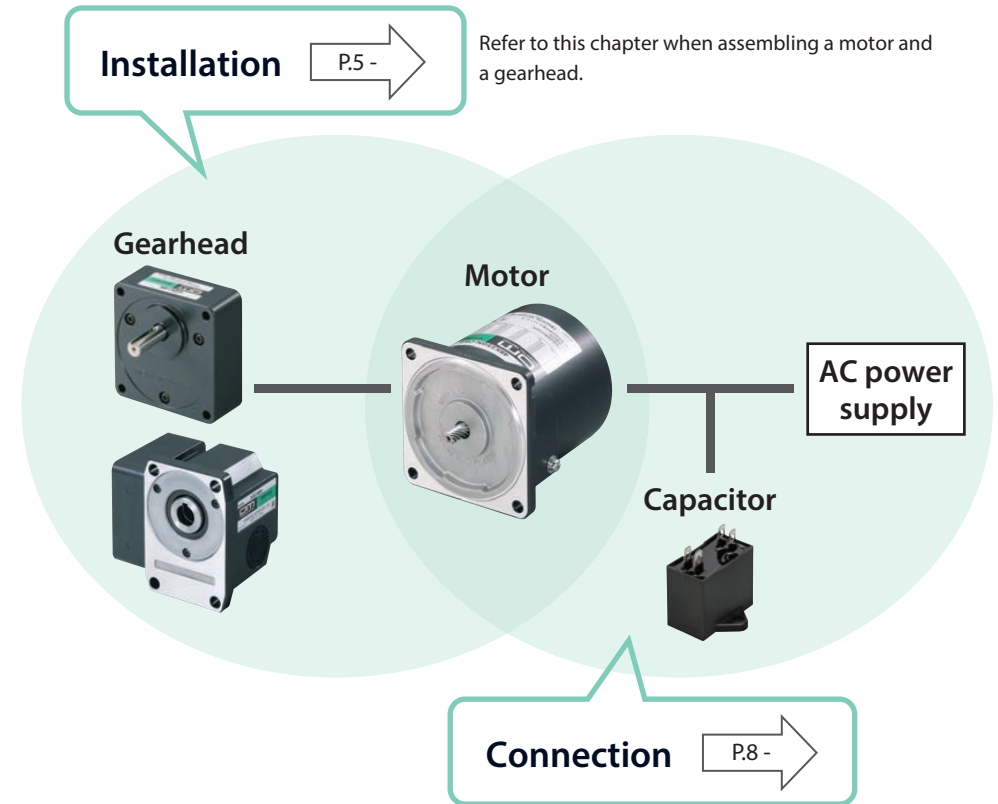 Installation
P.5 -
Refer to this chapter when assembling a motor and
a gearhead.
Gearhead
Motor
AC power
supply
Capacitor
Connection
P.8 -